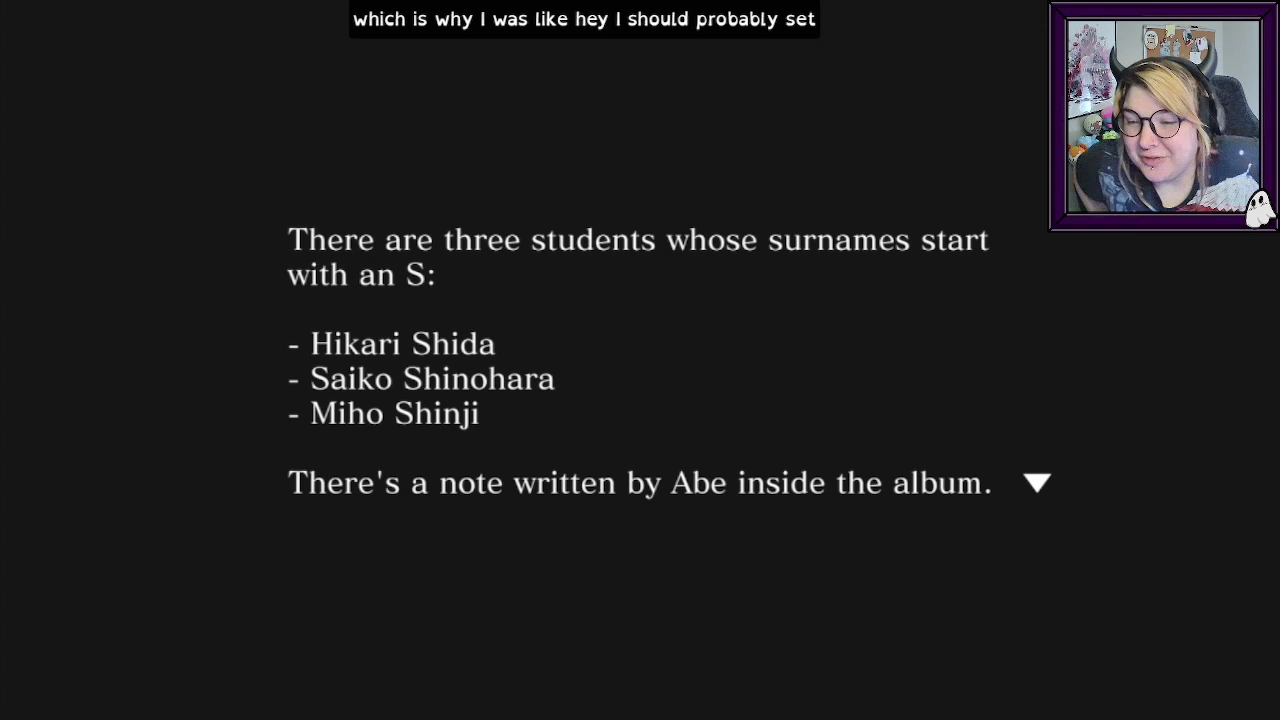 which is why I was like hey I should probably set
There are three students whose surnames start
with an S:
- Hikari Shida
- Saiko Shinohara
- Miho Shinji
There's a note written by Abe inside the album.